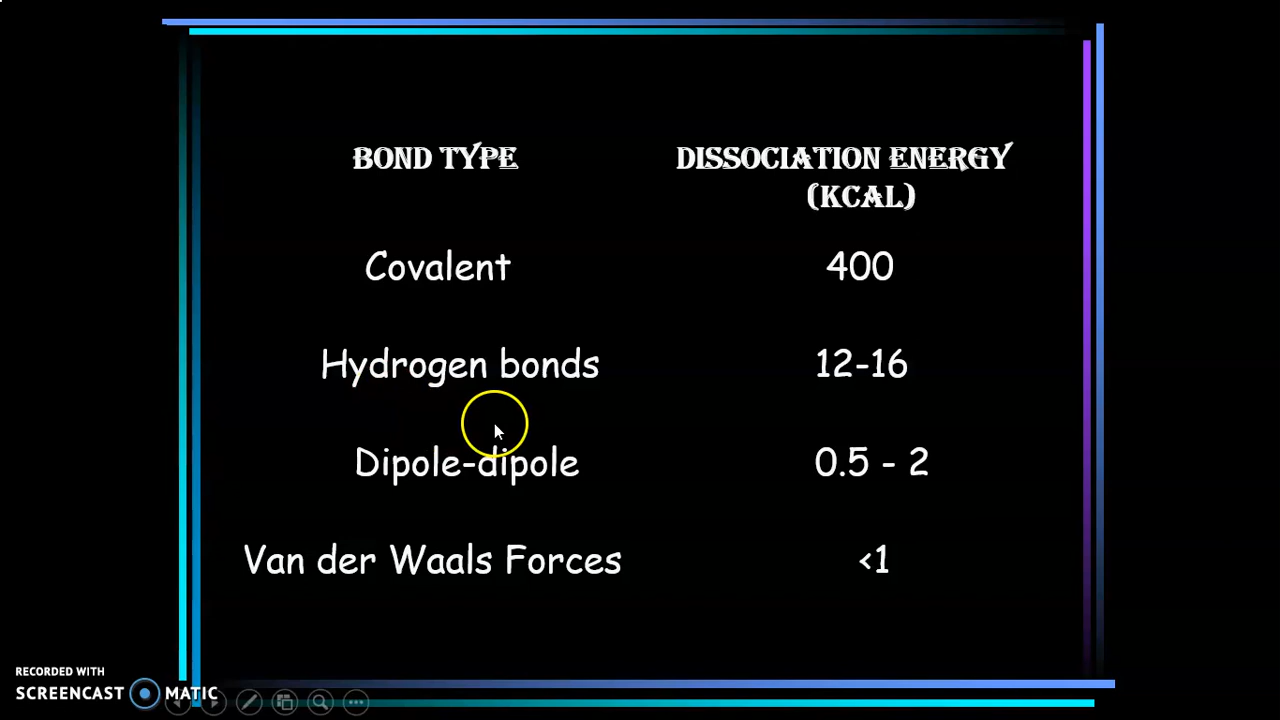 BOND TYPE DISSOCIATION ENERGY
(KCAL)
Covalent 400
Hydrogen bonds 12-16
Dipole-dipole 0.5 - 2
Van der Waals Forces <1
RECORDED WITH
SCREENCAST MATIC